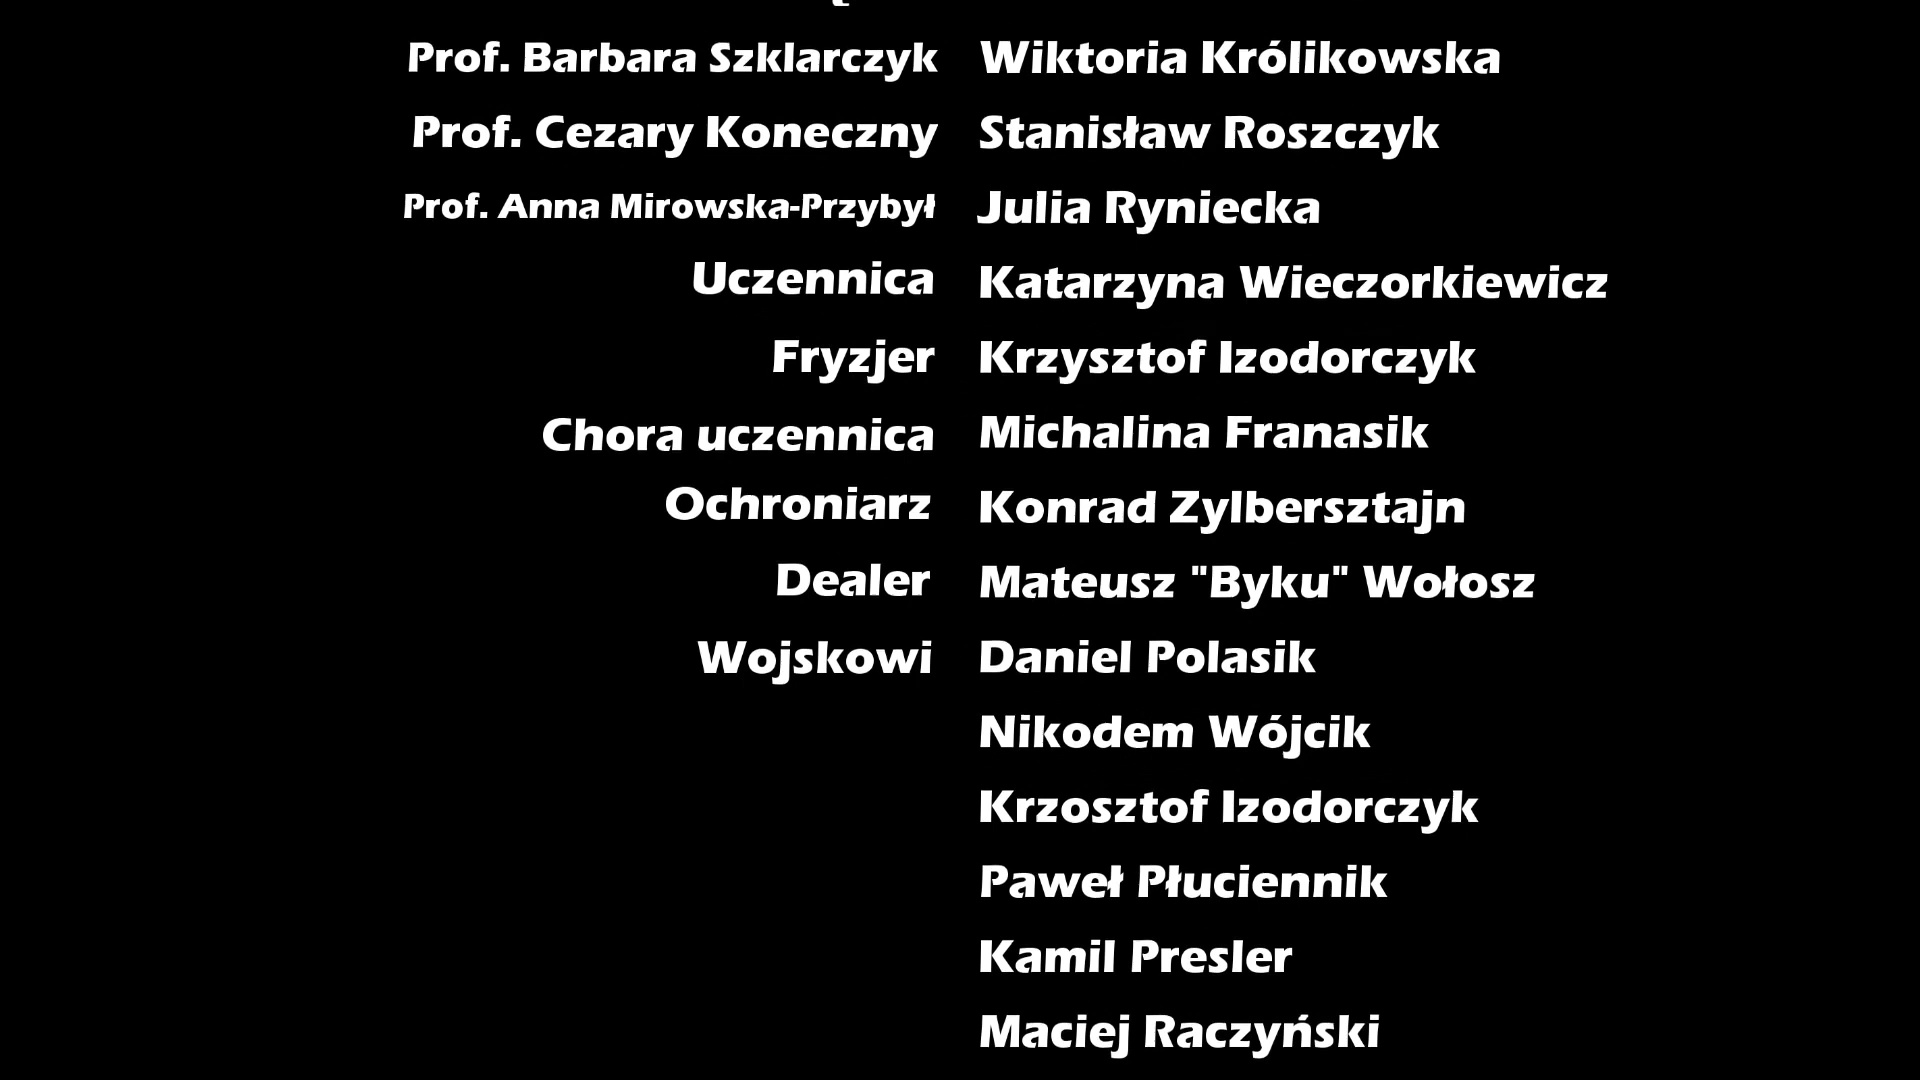 Prof. Barbara Szklarczyk Wiktoria Królikowska
Prof. Cezary Koneczny Stanisław Roszczyk
Prof. Anna Mirowska-Przybył Julia Ryniecka
Uczennica Katarzyna Wieczorkiewicz
Fryzjer Krzysztof Izodorczyk
Chora uczennica Michalina Franasik
Ochroniarz Konrad Zylbersztajn
Dealer Mateusz "Byku" Wołosz
Wojskowi Daniel Polasik
Nikodem Wójcik
Krzosztof Izodorczyk
Paweł Płuciennik
Kamil Presler
Maciej Raczyński